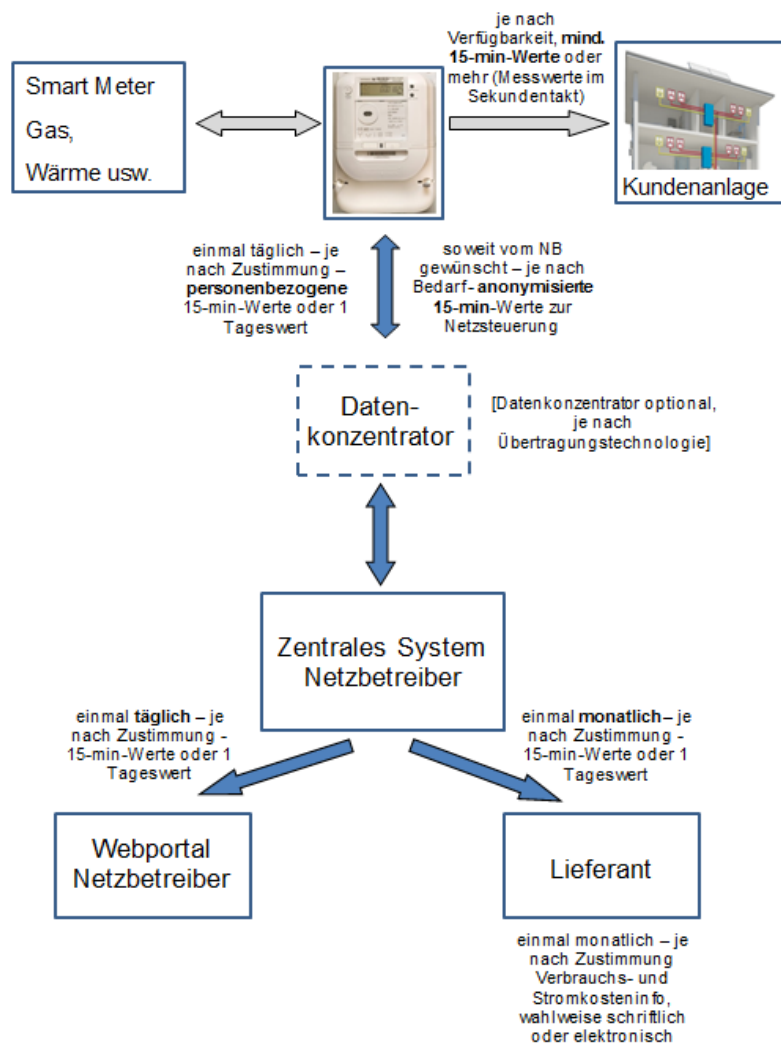 je nach
Verfügbarkeit, mind.
15-min-Werte oder
mehr (Messwerte im
Sekundentakt)
Smart Meter
Gas,
Wärme usw.
Kundenanlage
einmal täglich – je
nach Zustimmung –
personenbezogene
15-min-Werte oder 1
Tageswert
soweit vom NB
gewünscht – je nach
Bedarf- anonymisierte
15-min-Werte zur
Netzsteuerung
Daten-
konzentrator
[Datenkonzentrator optional,
je nach
Übertragungstechnologie]
Zentrales System
Netzbetreiber
einmal täglich – je
nach Zustimmung -
15-min-Werte oder 1
Tageswert
einmal monatlich – je
nach Zustimmung -
15-min-Werte oder 1
Tageswert
Webportal
Netzbetreiber
Lieferant
einmal monatlich – je
nach Zustimmung
Verbrauchs- und
Stromkosteninfo,
wahlweise schriftlich
oder elektronisch